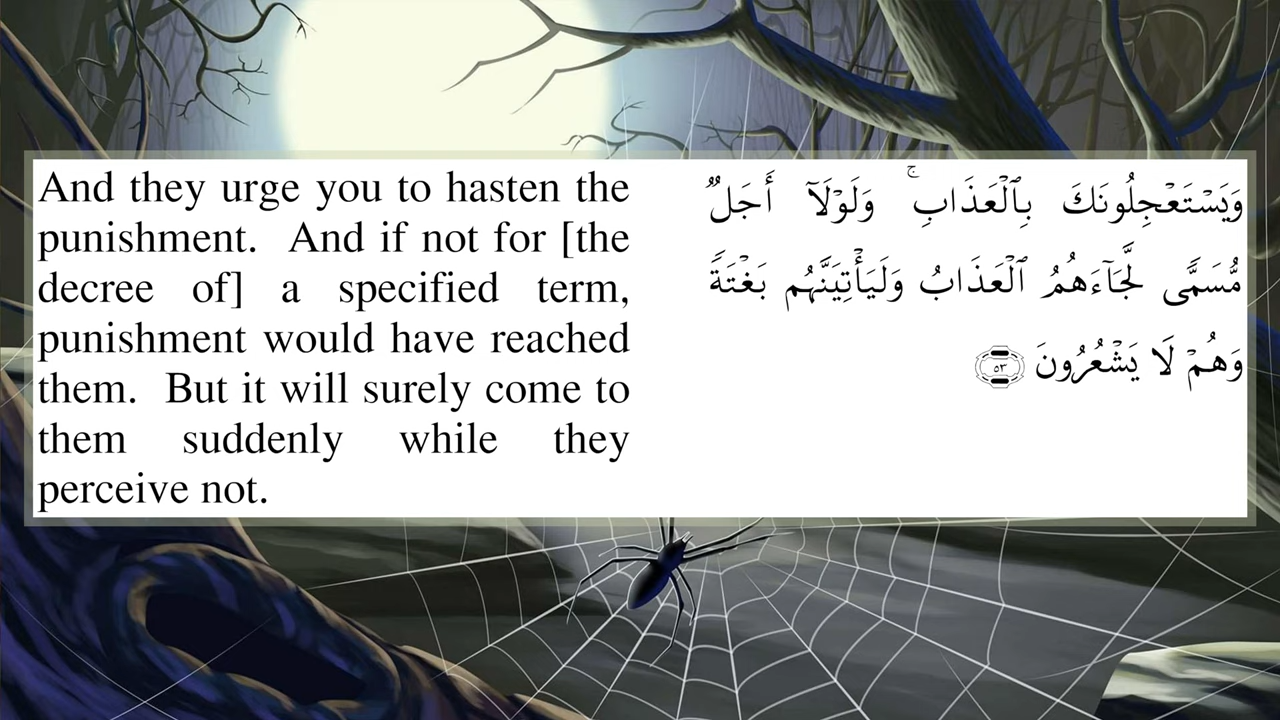 And they urge you to hasten the
punishment.  And if not for [the
decree of] a specified term,
punishment would have reached
them.  But it will surely come to
them suddenly while they
perceive not.
وَيَسْتَعْجِلُونَكَ بِٱلْعَذَابِ ۚ وَلَوْلَآ أَجَلٌ
مُّسَمًّى لَّجَآءَهُمُ ٱلْعَذَابُ وَلَيَأْتِيَنَّهُم بَغْتَةً
وَهُمْ لَا يَشْعُرُونَ ٥٣